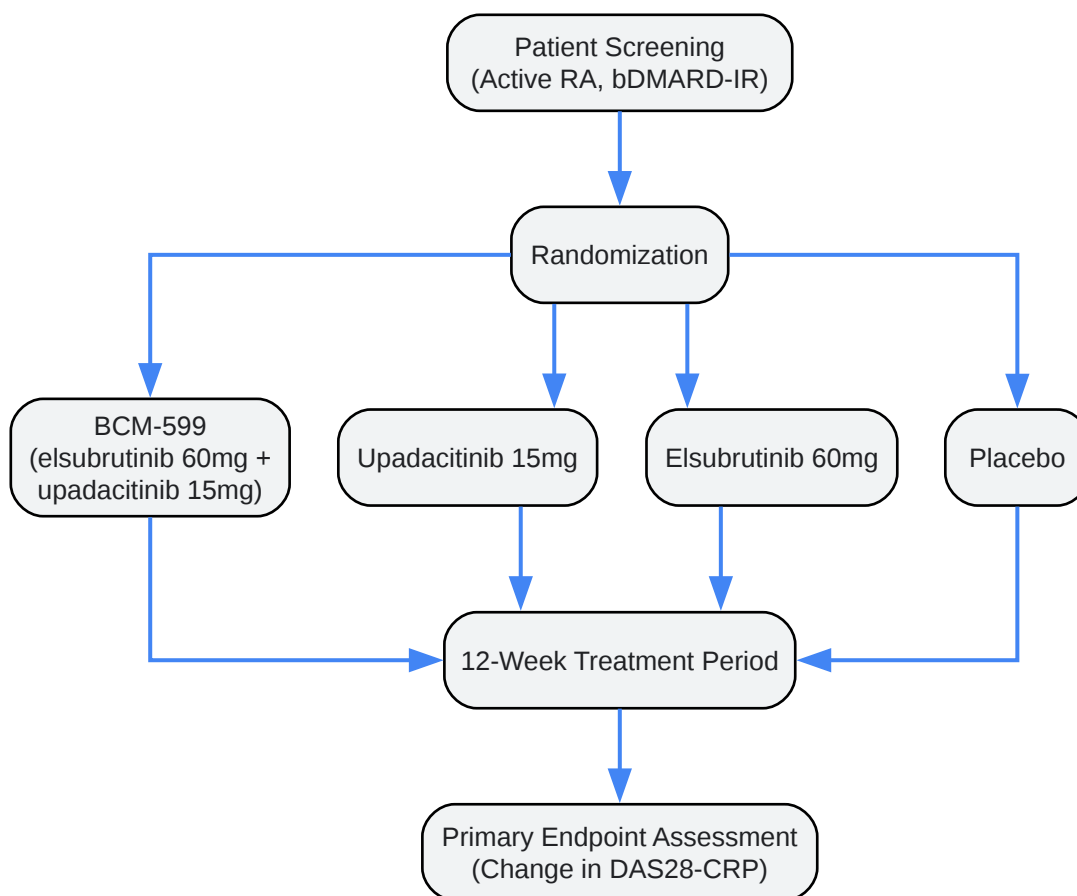 Patient Screening
(Active RA, bDMARD-IR)
Randomization
BCM-599
(elsubrutinib 60mg +
upadacitinib 15mg)
Upadacitinib 15mg
Elsubrutinib 60mg
Placebo
12-Week Treatment Period
Primary Endpoint Assessment
(Change in DAS28-CRP)